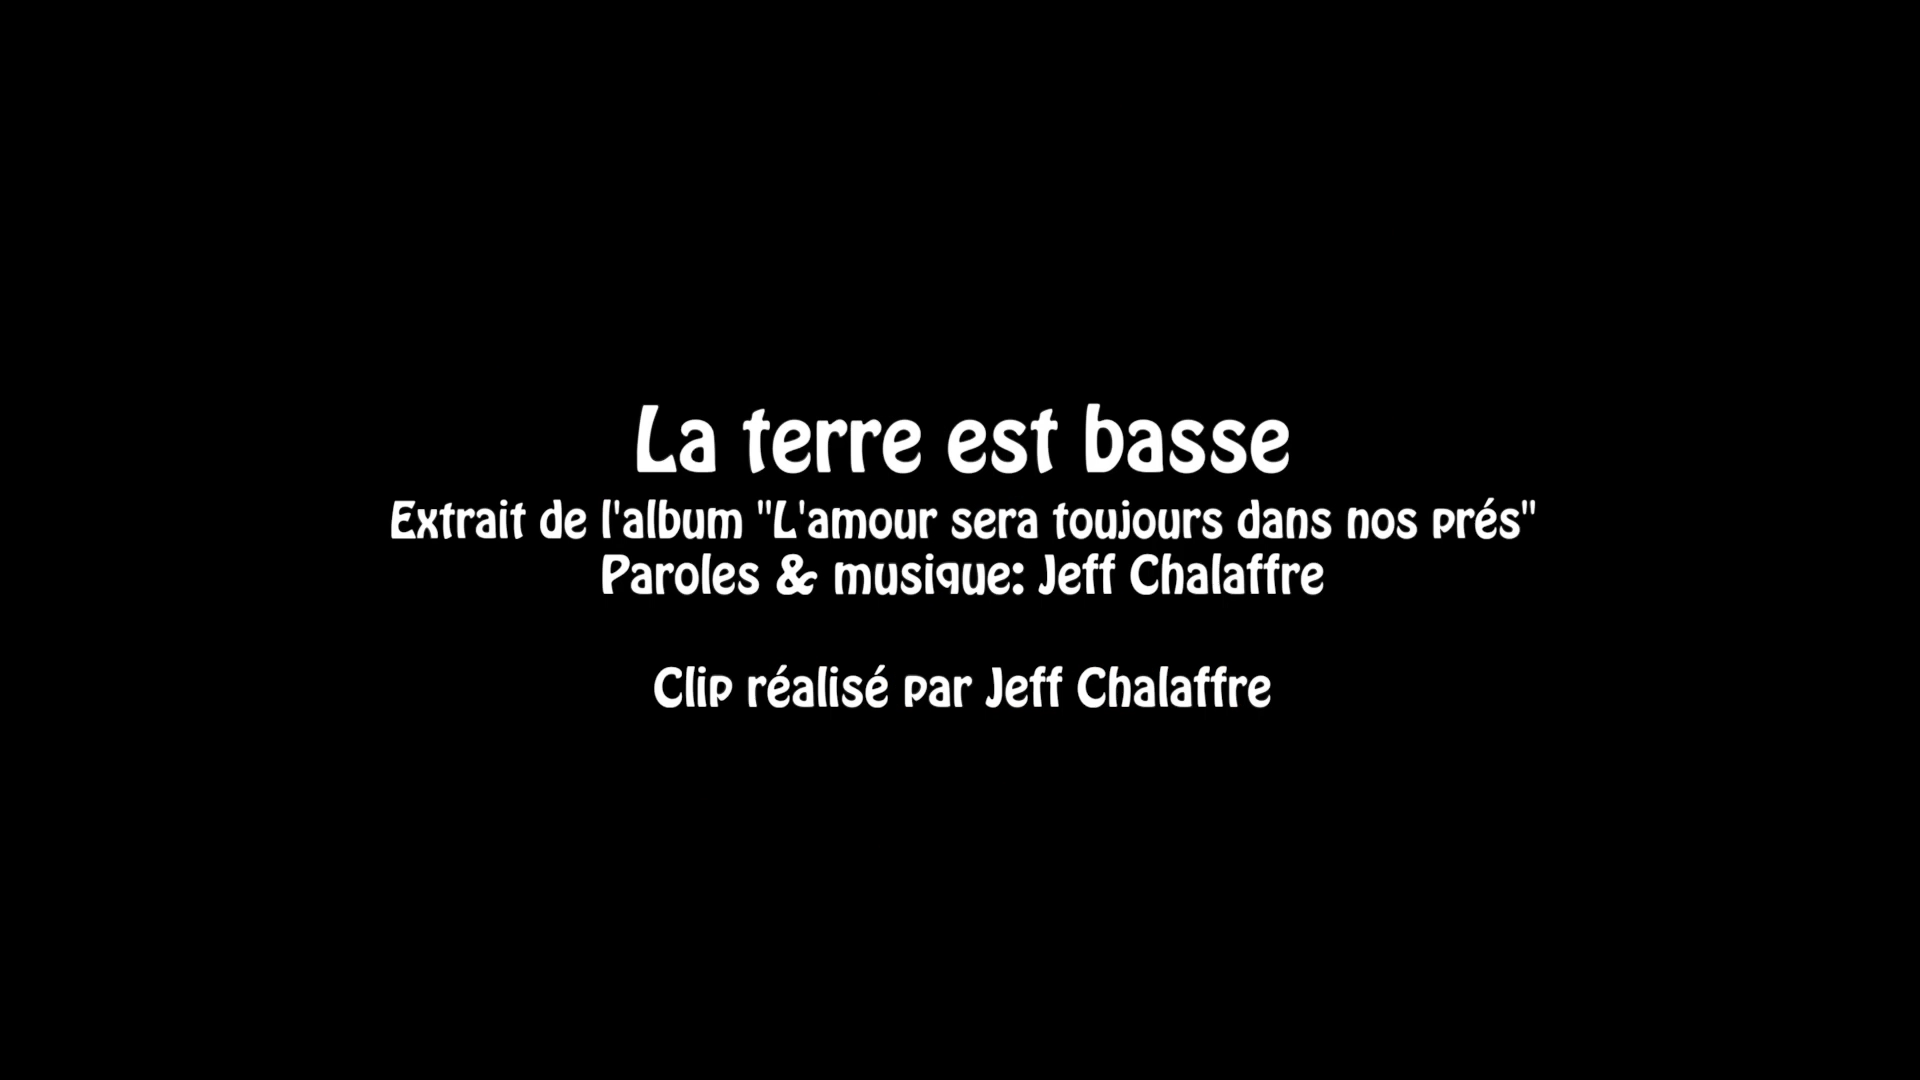 La terre est basse
Extrait de l'album "L'amour sera toujours dans nos prés"
Paroles & musique: Jeff Chalaffre
Clip réalisé par Jeff Chalaffre